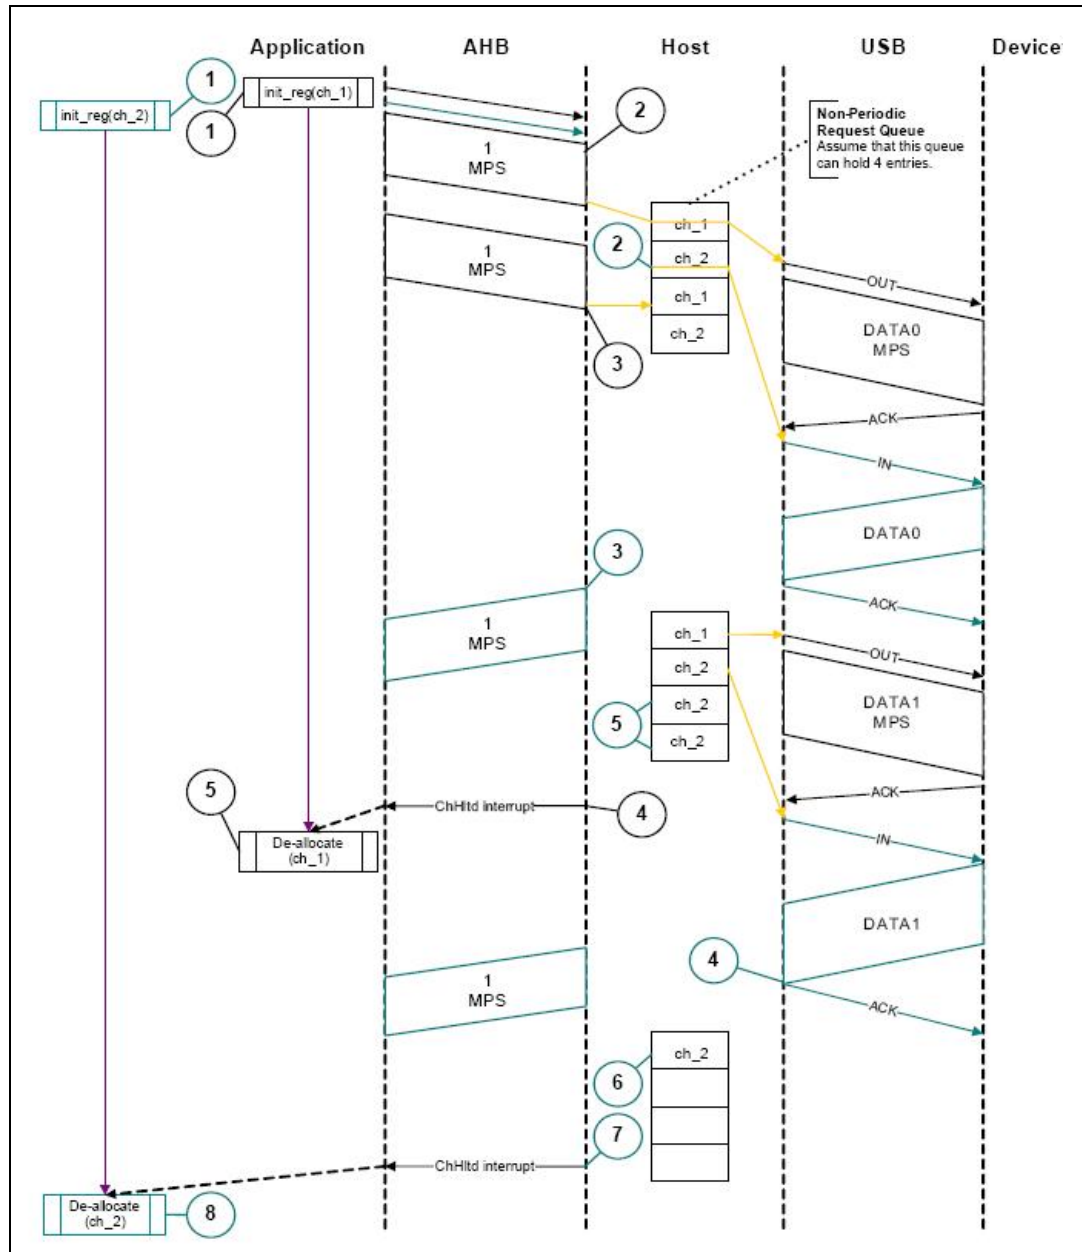 Application
AHB
Host
USB
Device
1
init_reg(ch_1)
init_reg(ch_2)
1
2
Non-Periodic
Request Queue
Assume that this queue
can hold 4 entries.
1
MPS
ch_1
2
ch_2
1
MPS
OUT
ch_1
ch_2
DATA0
MPS
3
ACK
IN
DATA0
3
ACK
1
MPS
ch_1
OUT
ch_2
ch_2
5
ch_2
DATA1
MPS
5
ChHltd interrupt
4
ACK
De-allocate
(ch_1)
IN
DATA1
4
1
MPS
ACK
ch_2
6
7
ChHltd interrupt
De-allocate
(ch_2)
8